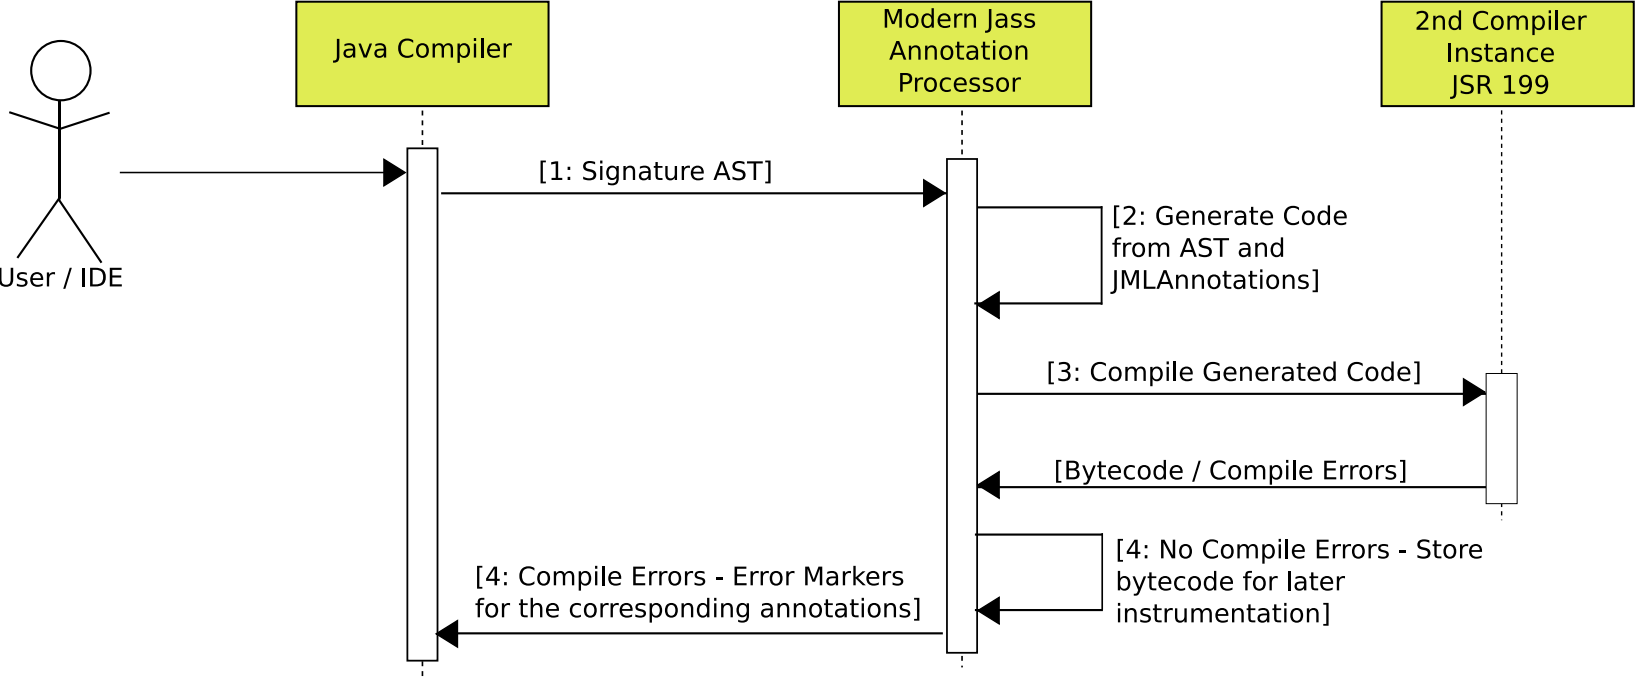 Java Compiler
Modern Jass
Annotation
Processor
2nd Compiler
Instance
JSR 199
User / IDE
[1: Signature AST]
[2: Generate Code
from AST and
JMLAnnotations]
[3: Compile Generated Code]
[Bytecode / Compile Errors]
[4: No Compile Errors - Store
bytecode for later
instrumentation]
[4: Compile Errors - Error Markers
for the corresponding annotations]